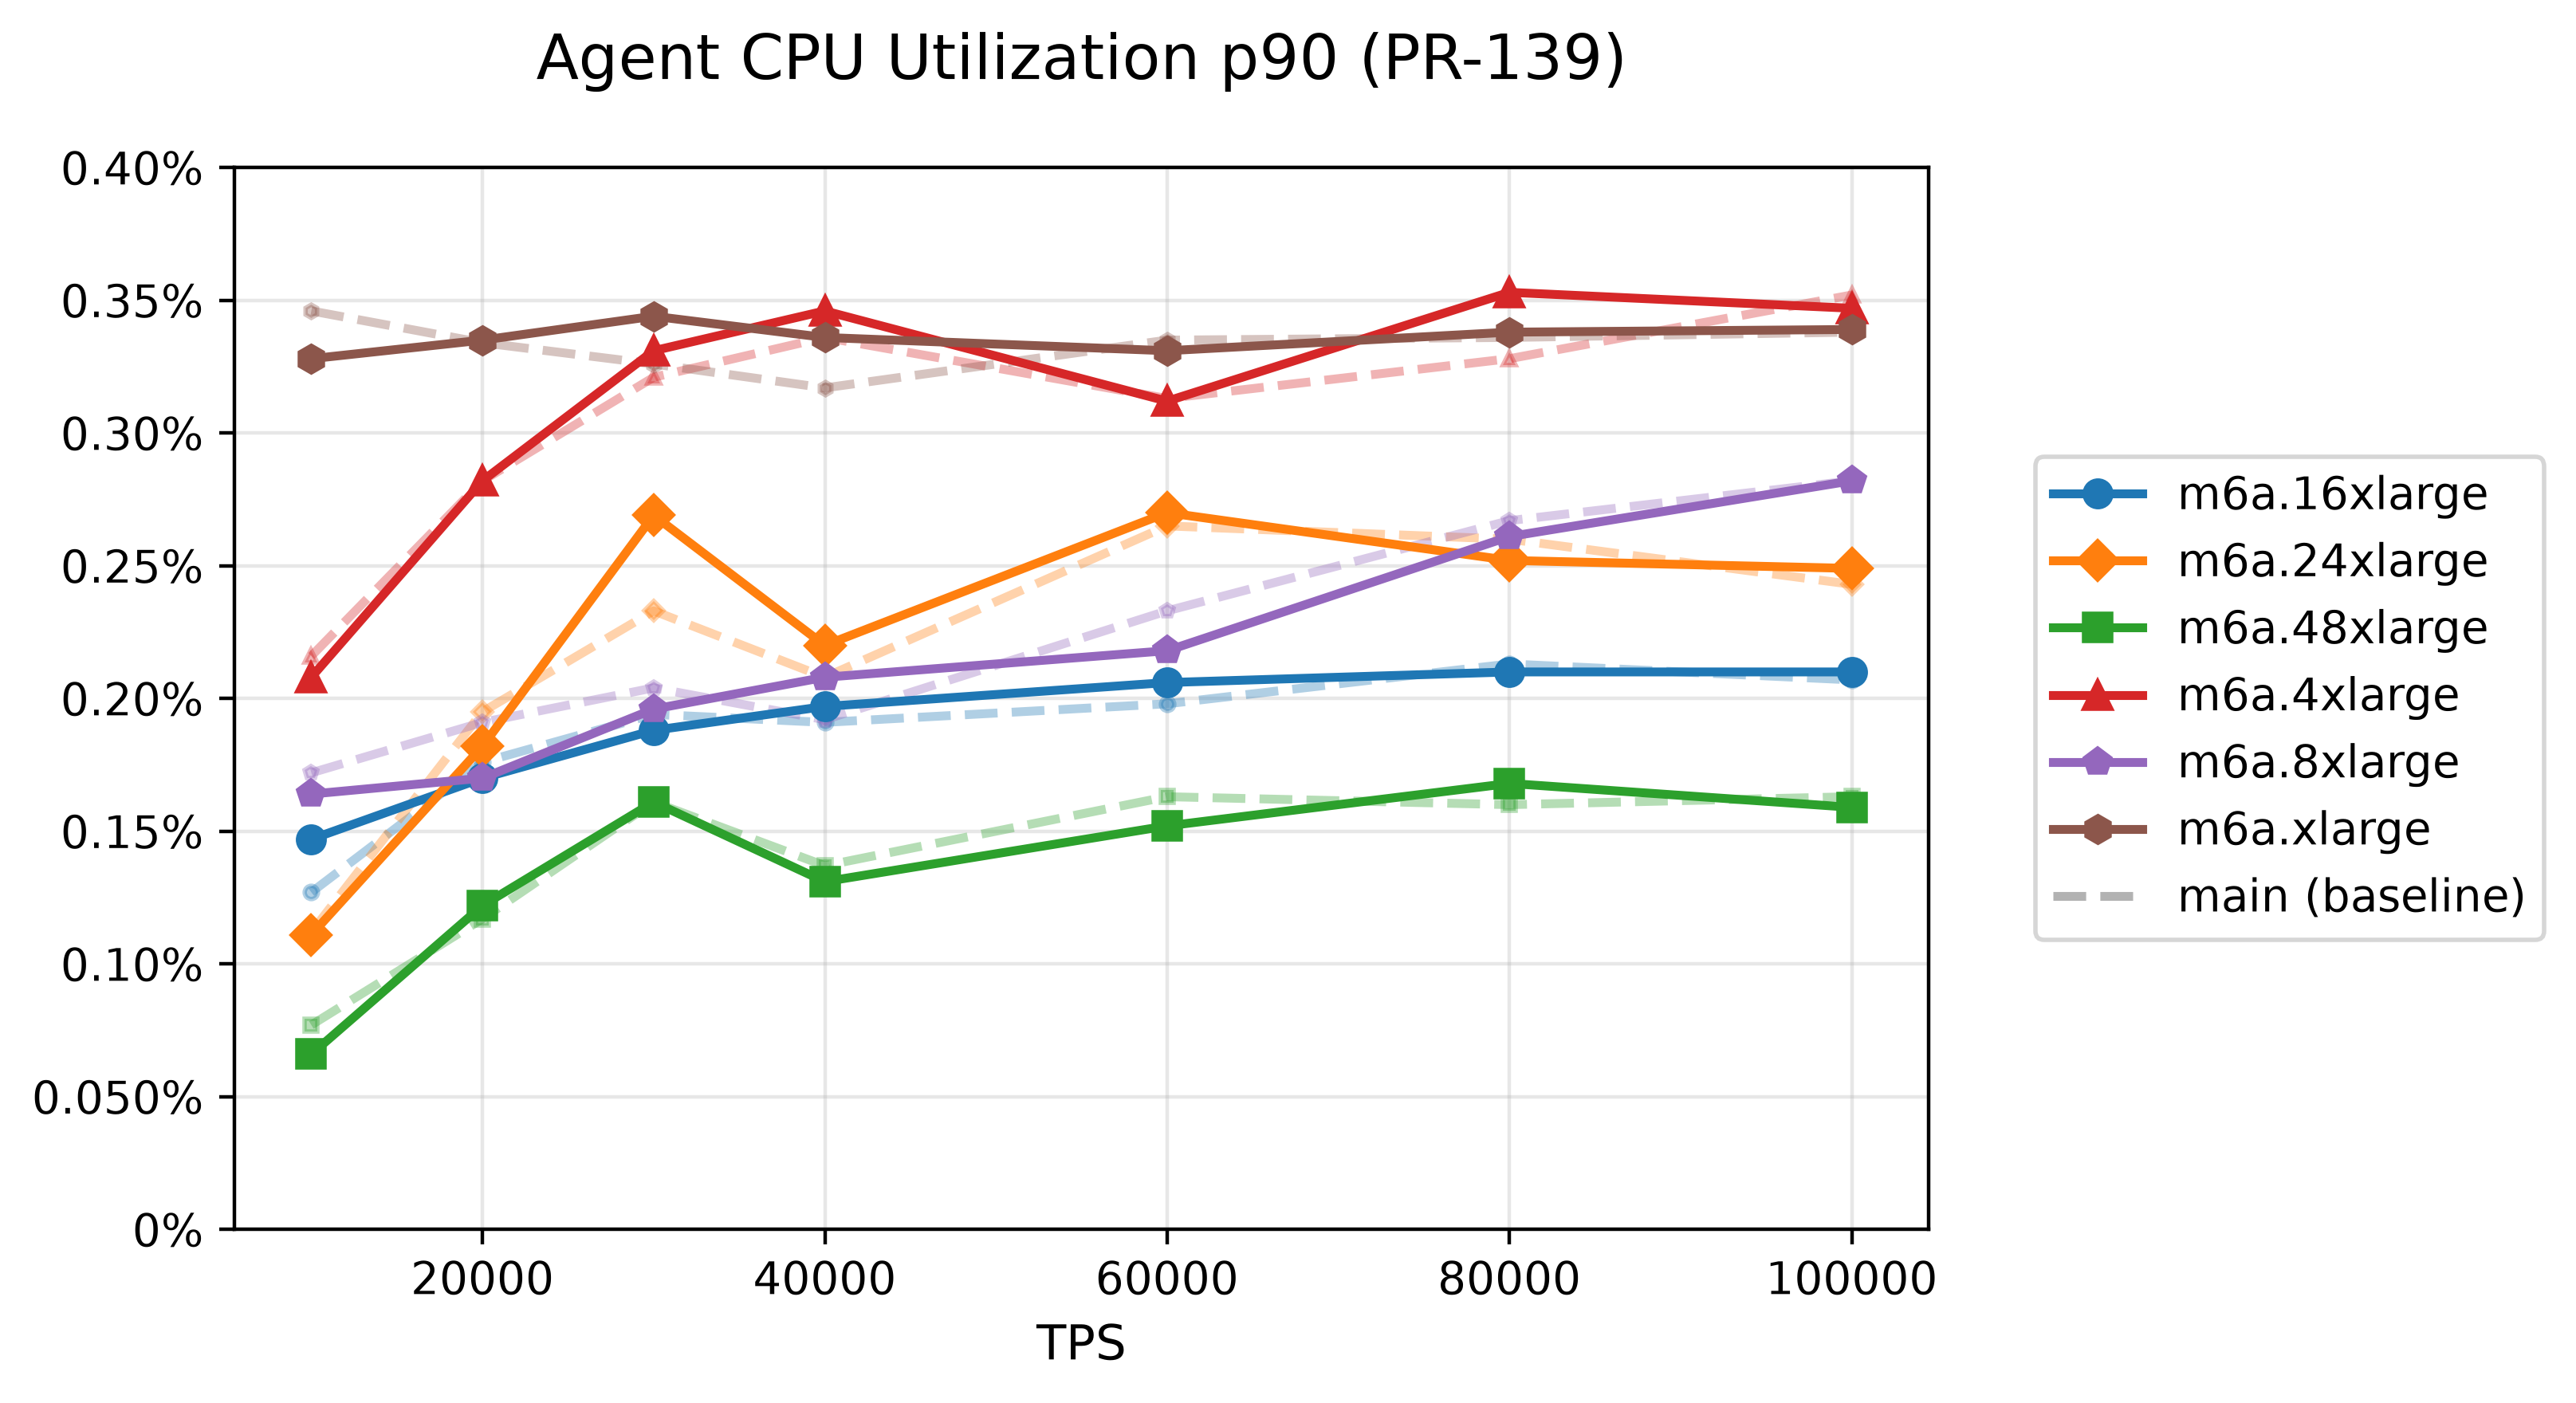 Agent CPU Utilization p90 (PR-139)
0.40%
0.35%
0.30%
0.25%
0.20%
0.15%
0.10%
0.050%
0%
20000
40000
60000
80000
100000
TPS
m6a.16xlarge
m6a.24xlarge
m6a.48xlarge
m6a.4xlarge
m6a.8xlarge
m6a.xlarge
main (baseline)